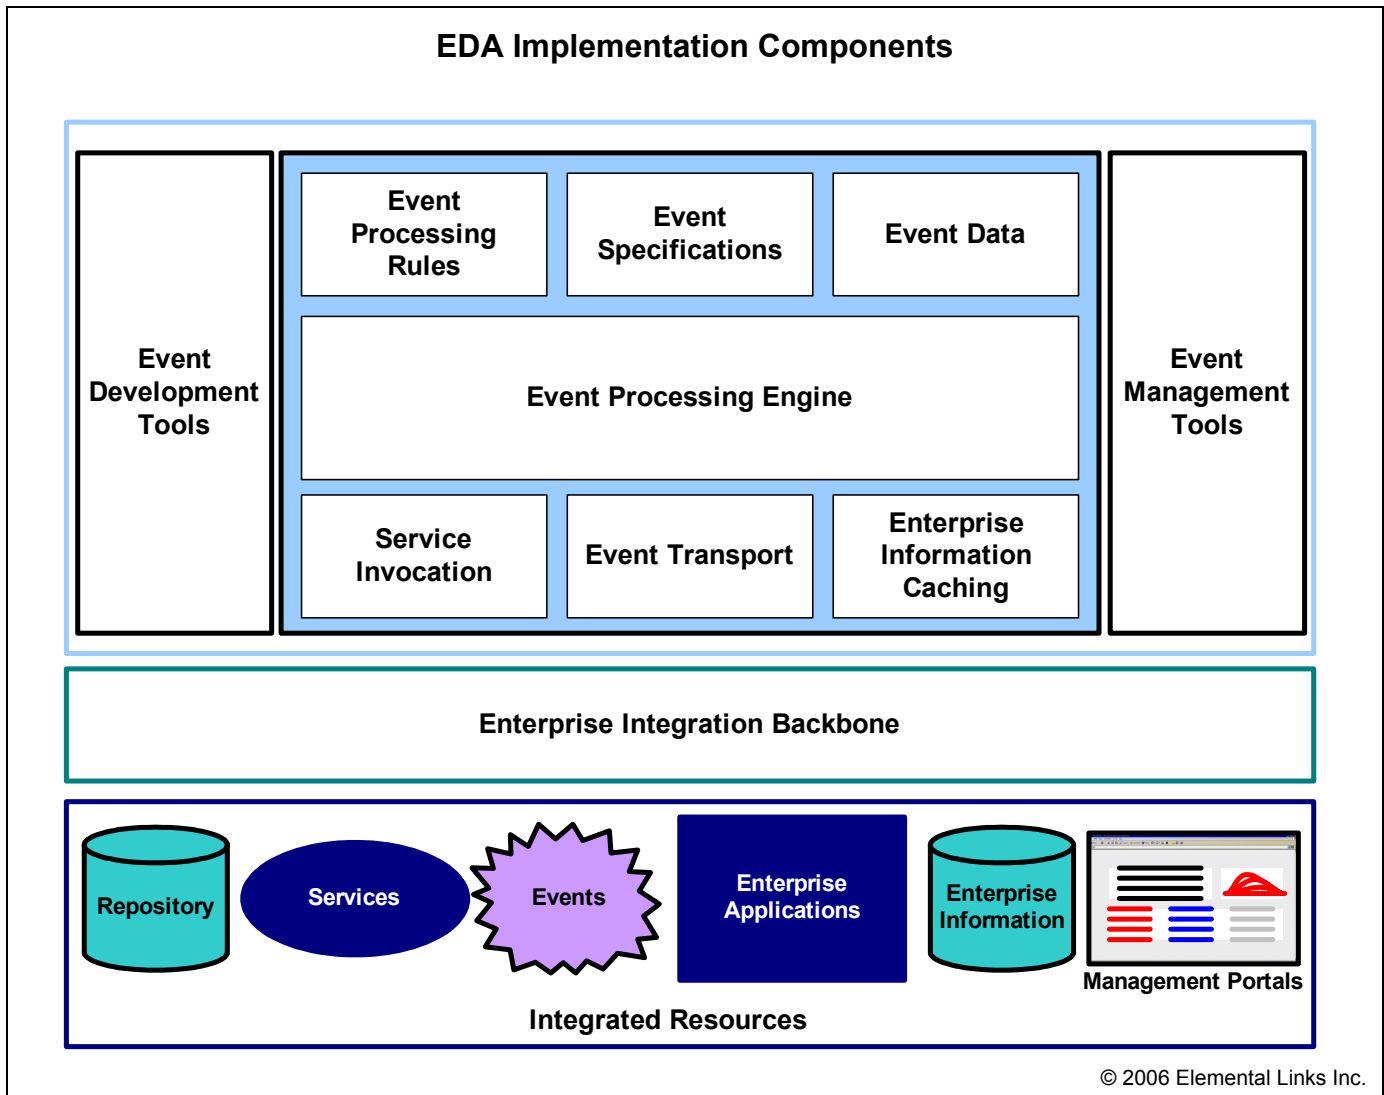 EDA Implementation Components
Event
Processing
Rules
Event
Specifications
Event Data
Event
Development
Tools
Event Processing Engine
Event
Management
Tools
Service
Invocation
Event Transport
Enterprise
Information
Caching
Enterprise Integration Backbone
Repository
Services
Events
Enterprise
Applications
Enterprise
Information
Management Portals
Integrated Resources
© 2006 Elemental Links Inc.